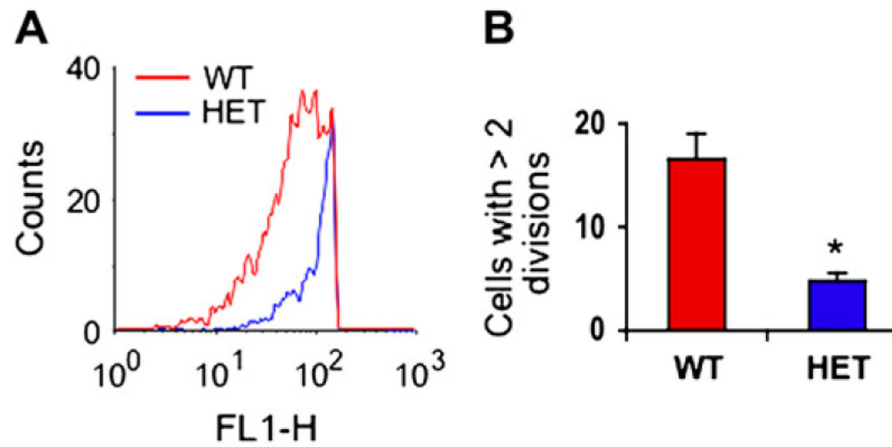 A
WT
HET
Counts
40
20
0
10^0 10^1 10^2 10^3
FL1-H
B
Cells with > 2
divisions
20
10
0
*
WT HET